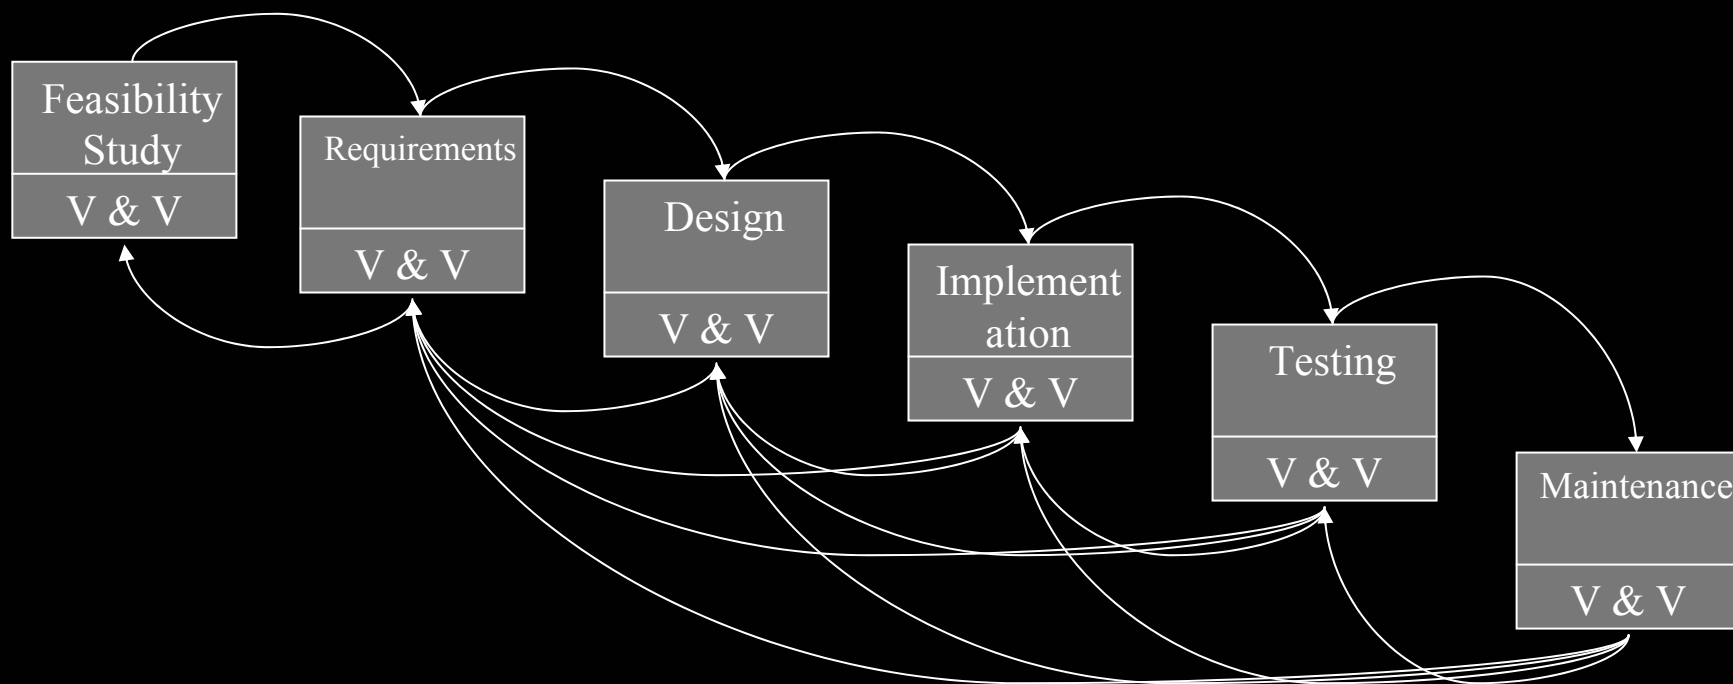 Feasibility
Study
V & V
Requirements
V & V
Design
V & V
Implement
ation
V & V
Testing
V & V
Maintenance
V & V